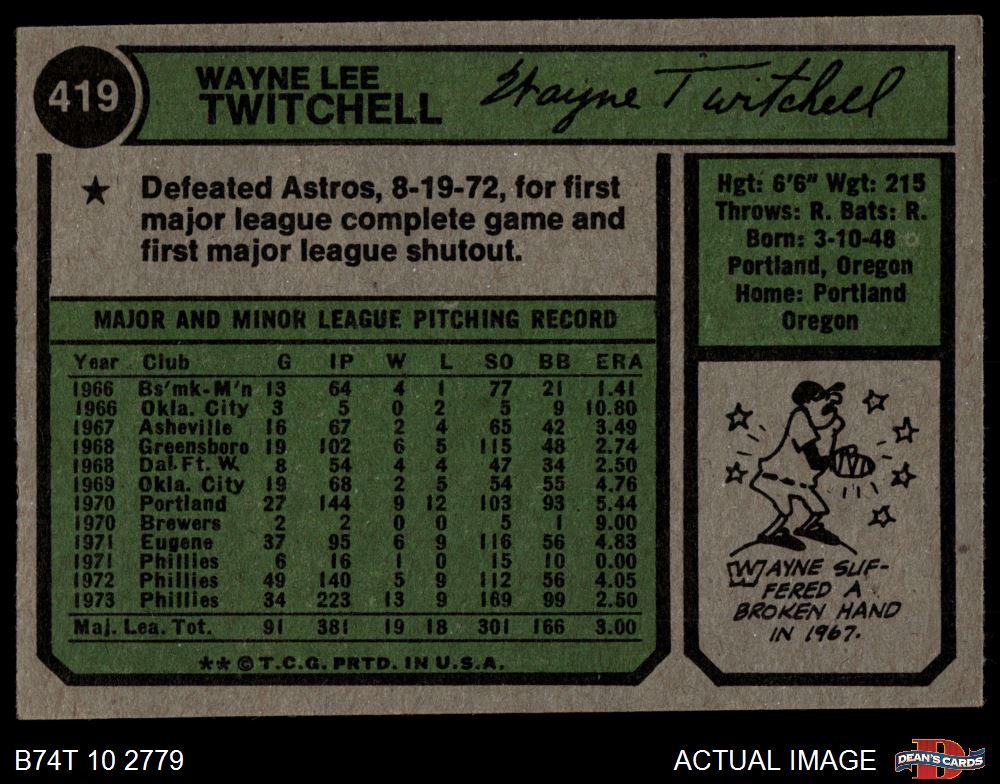 419
WAYNE LEE
TWITCHELL
Wayne Twitchell
★ Defeated Astros, 8-19-72, for first
major league complete game and
first major league shutout.
MAJOR AND MINOR LEAGUE PITCHING RECORD
Year Club G IP W L SO BB ERA
1966 Bs'mk-M'n 13 64 4 1 77 21 1.41
1966 Okla. City 3 5 0 2 5 9 10.80
1967 Asheville 16 67 2 4 65 42 3.49
1968 Greensboro 19 102 6 5 115 48 2.74
1968 Dal-Ft. W. 8 54 4 4 47 34 2.50
1969 Okla. City 19 68 2 5 54 55 4.76
1970 Portland 27 144 9 12 103 93 5.44
1970 Brewers 2 2 0 0 5 1 9.00
1971 Eugene 37 95 6 9 116 56 4.83
1971 Phillies 6 16 1 0 15 10 0.00
1972 Phillies 49 140 5 9 112 56 4.05
1973 Phillies 34 223 13 9 169 99 2.50
Maj. Lea. Tot. 91 381 19 18 301 166 3.00
★★ © T.C.G. PRTD. IN U.S.A.
Hgt: 6'6" Wgt: 215
Throws: R. Bats: R.
Born: 3-10-48
Portland, Oregon
Home: Portland
Oregon
WAYNE SUF-
FERED A
BROKEN HAND
IN 1967.
B74T 10 2779
ACTUAL IMAGE
D
DEAN'S CARDS